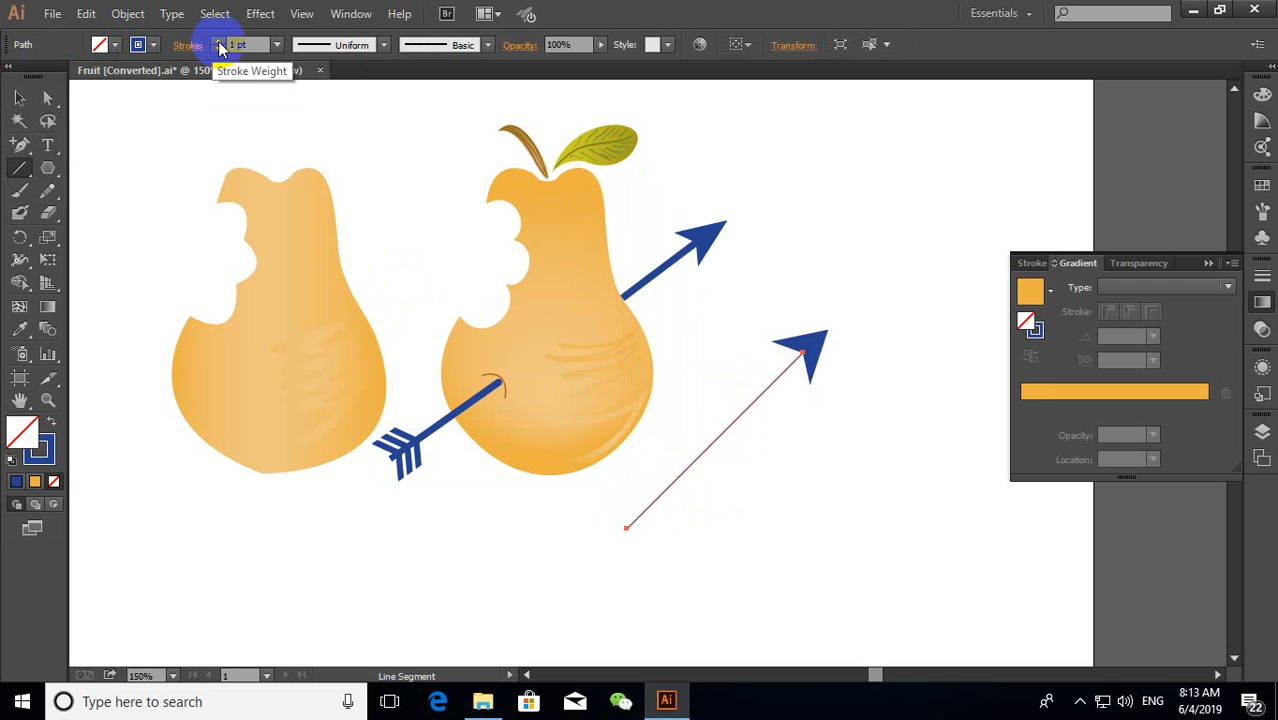 Ai File Edit Object Type Select Effect View Window Help Br Essentials
Path Stroke: 1 pt Uniform Basic Opacity: 100% Style: Transform
Fruit [Converted].ai* @ 150
Stroke Weight
Stroke Gradient Transparency
Type:
Stroke:
Opacity:
Location:
150% 1 Line Segment
Type here to search
Ai
ENG
8:13 AM
6/4/2019
22